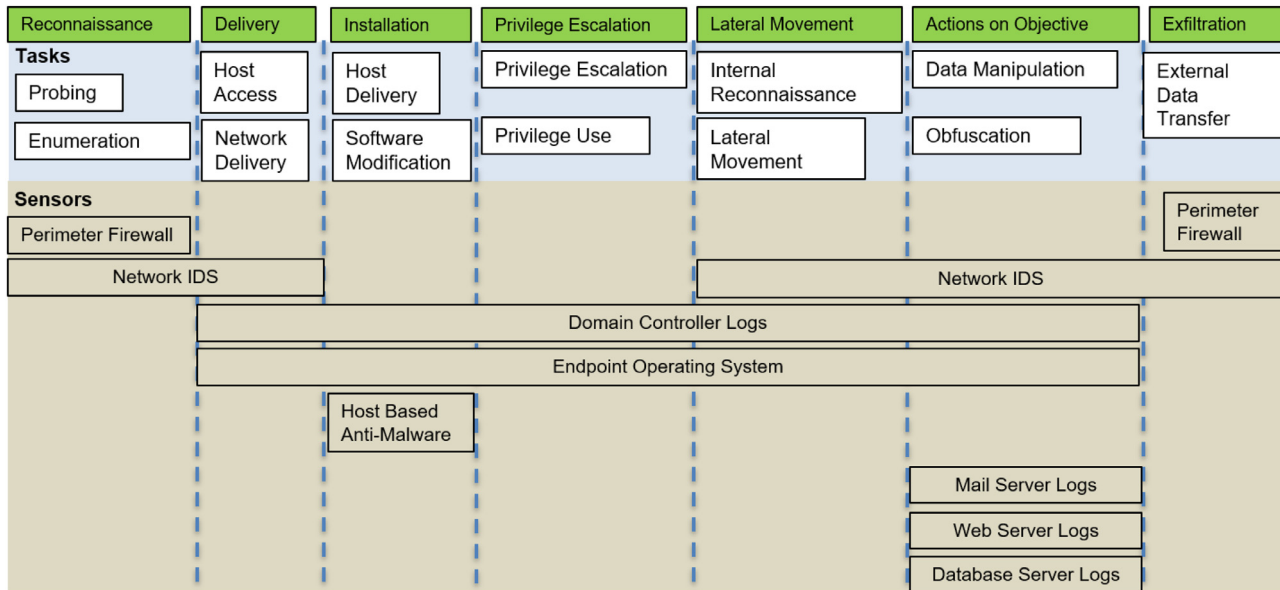 Reconnaissance
Delivery
Installation
Privilege Escalation
Lateral Movement
Actions on Objective
Exfiltration
Tasks
Probing
Enumeration
Host
Access
Network
Delivery
Host
Delivery
Software
Modification
Privilege Escalation
Privilege Use
Internal
Reconnaissance
Lateral
Movement
Data Manipulation
Obfuscation
External
Data
Transfer
Sensors
Perimeter Firewall
Perimeter
Firewall
Network IDS
Network IDS
Domain Controller Logs
Endpoint Operating System
Host Based
Anti-Malware
Mail Server Logs
Web Server Logs
Database Server Logs